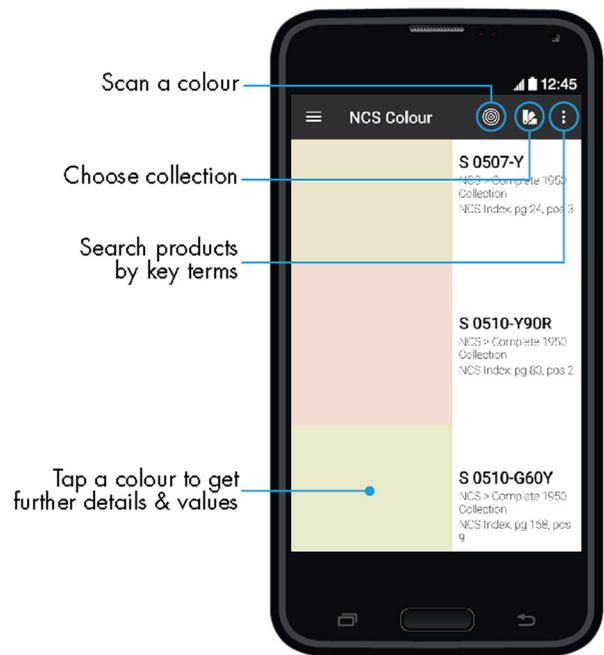 12:45
Scan a colour
NCS Colour
Choose collection
Search products
by key terms
Tap a colour to get
further details & values
S 0507-Y
NCS > Complete 1950
Collection
NCS Index: pg 24, pos 3
S 0510-Y90R
NCS > Complete 1950
Collection
NCS Index: pg 83, pos 2
S 0510-G60Y
NCS > Complete 1950
Collection
NCS Index: pg 158, pos
9